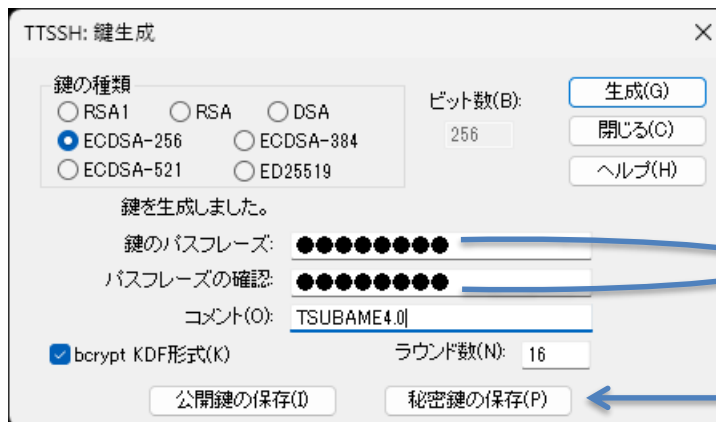 TTSSH: 鍵生成
鍵の種類
RSA1 RSA DSA
ECDSA-256 ECDSA-384
ECDSA-521 ED25519
ビット数(B):
256
生成(G)
閉じる(C)
ヘルプ(H)
鍵を生成しました。
鍵のパスフレーズ: ●●●●●●●●
パスフレーズの確認: ●●●●●●●●
コメント(O): TSUBAME4.0
bcrypt KDF形式(K) ラウンド数(N): 16
公開鍵の保存(I) 秘密鍵の保存(P)